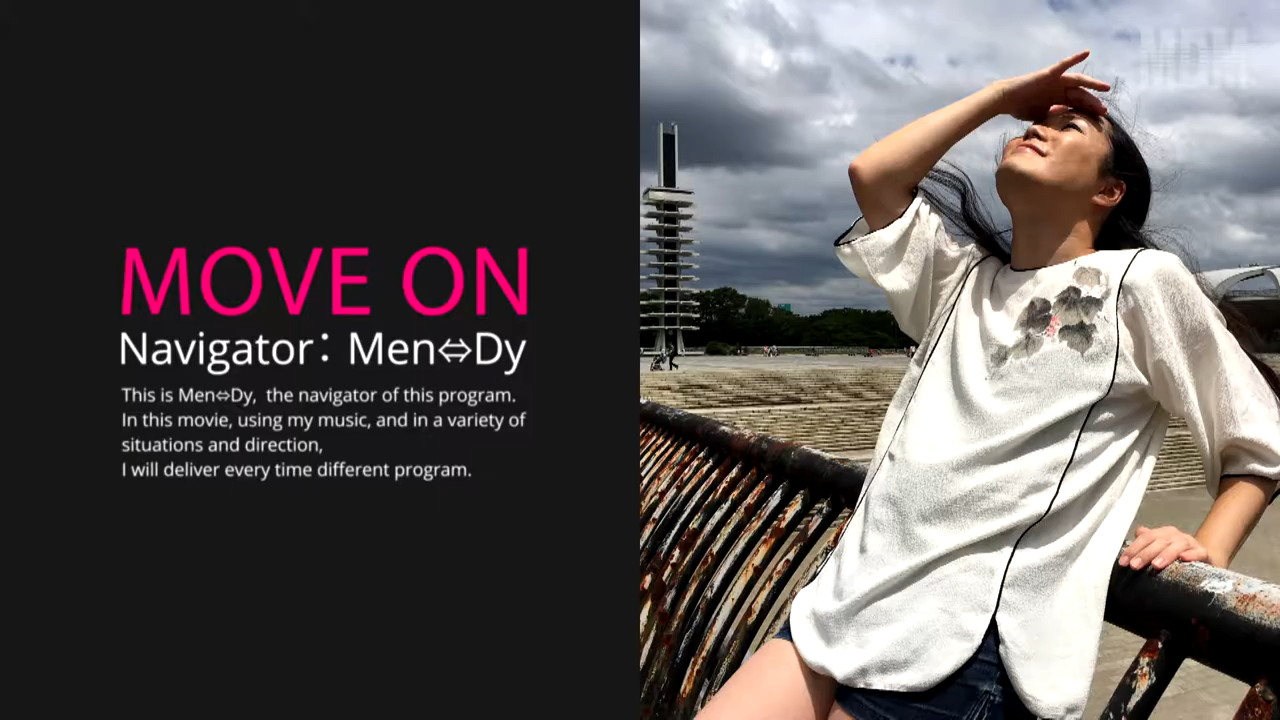 MOVE ON
Navigator：Men⇔Dy
This is Men⇔Dy,  the navigator of this program.
In this movie, using my music, and in a variety of
situations and direction,
I will deliver every time different program.